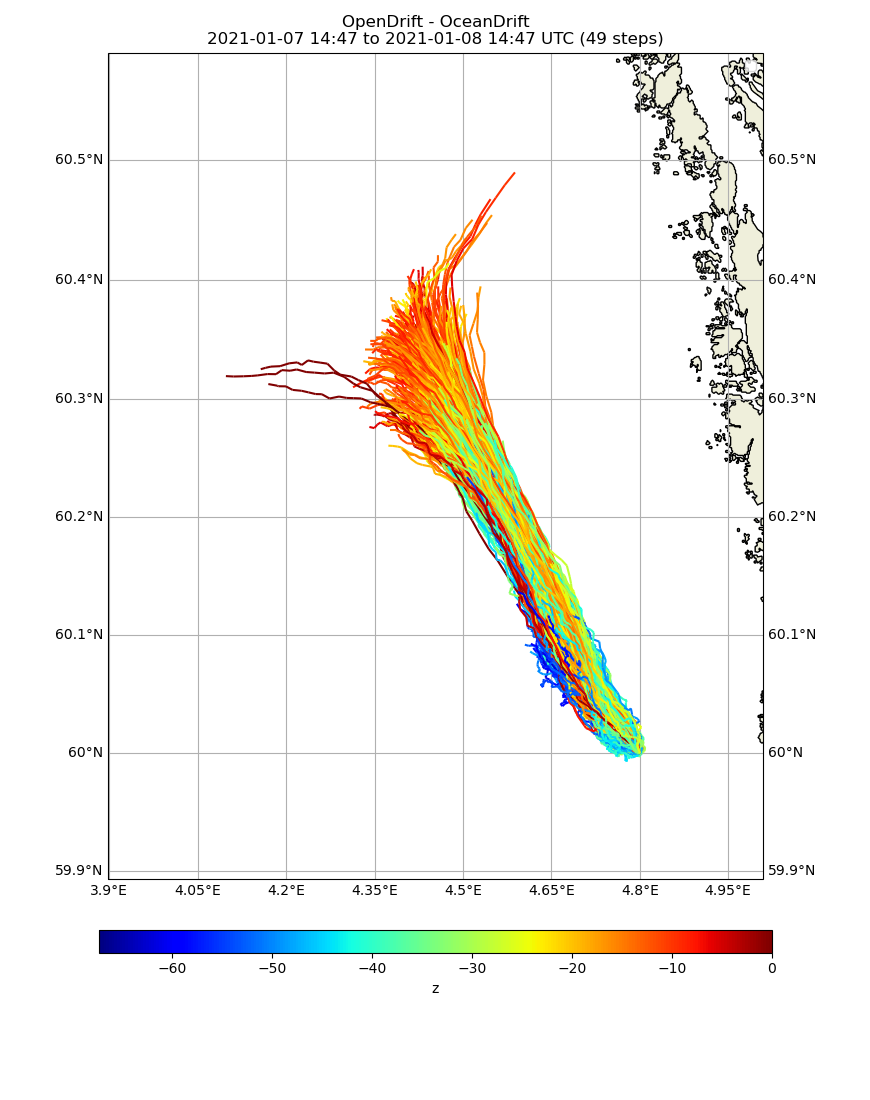 OpenDrift - OceanDrift
2021-01-07 14:47 to 2021-01-08 14:47 UTC (49 steps)
60.5°N 60.5°N
60.4°N 60.4°N
60.3°N 60.3°N
60.2°N 60.2°N
60.1°N 60.1°N
60°N 60°N
59.9°N 59.9°N
3.9°E 4.05°E 4.2°E 4.35°E 4.5°E 4.65°E 4.8°E 4.95°E
−60 −50 −40 −30 −20 −10 0
z